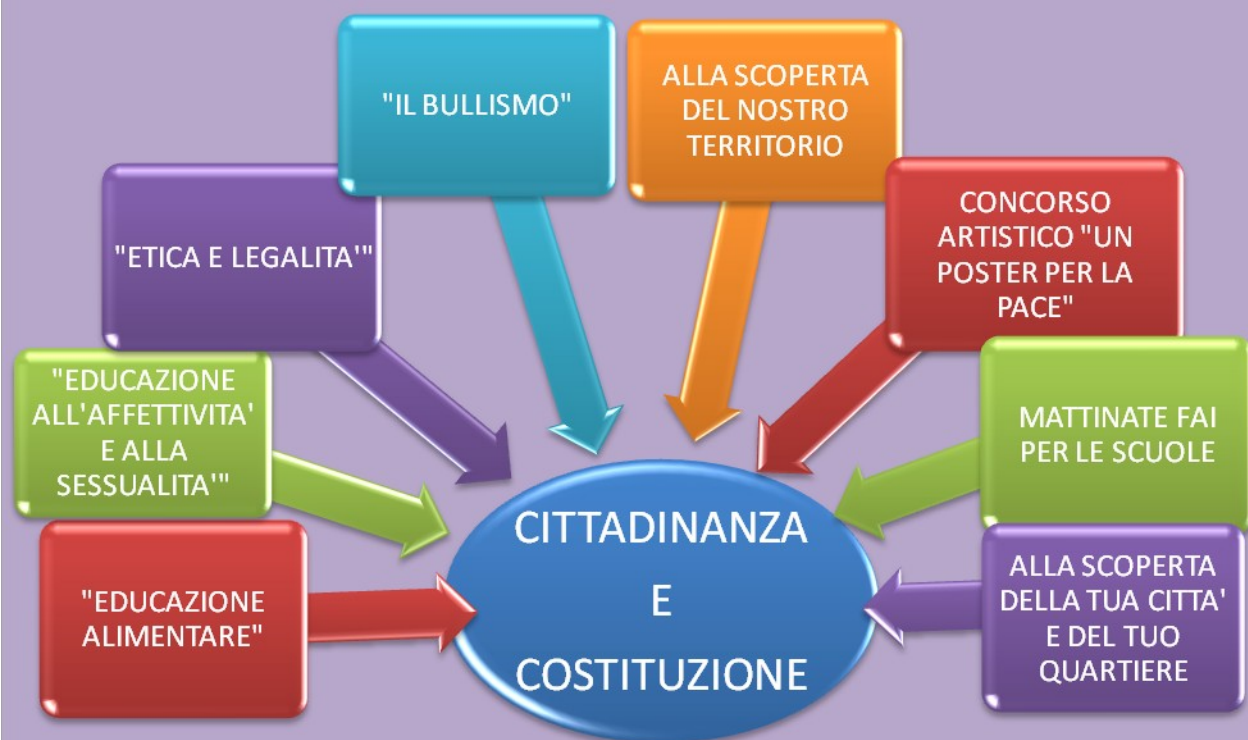 "IL BULLISMO"
ALLA SCOPERTA
DEL NOSTRO
TERRITORIO
"ETICA E LEGALITA'"
CONCORSO
ARTISTICO "UN
POSTER PER LA
PACE"
"EDUCAZIONE
ALL'AFFETTIVITA'
E ALLA
SESSUALITA'"
MATTINATE FAI
PER LE SCUOLE
"EDUCAZIONE
ALIMENTARE"
CITTADINANZA
E
COSTITUZIONE
ALLA SCOPERTA
DELLA TUA CITTA'
E DEL TUO
QUARTIERE